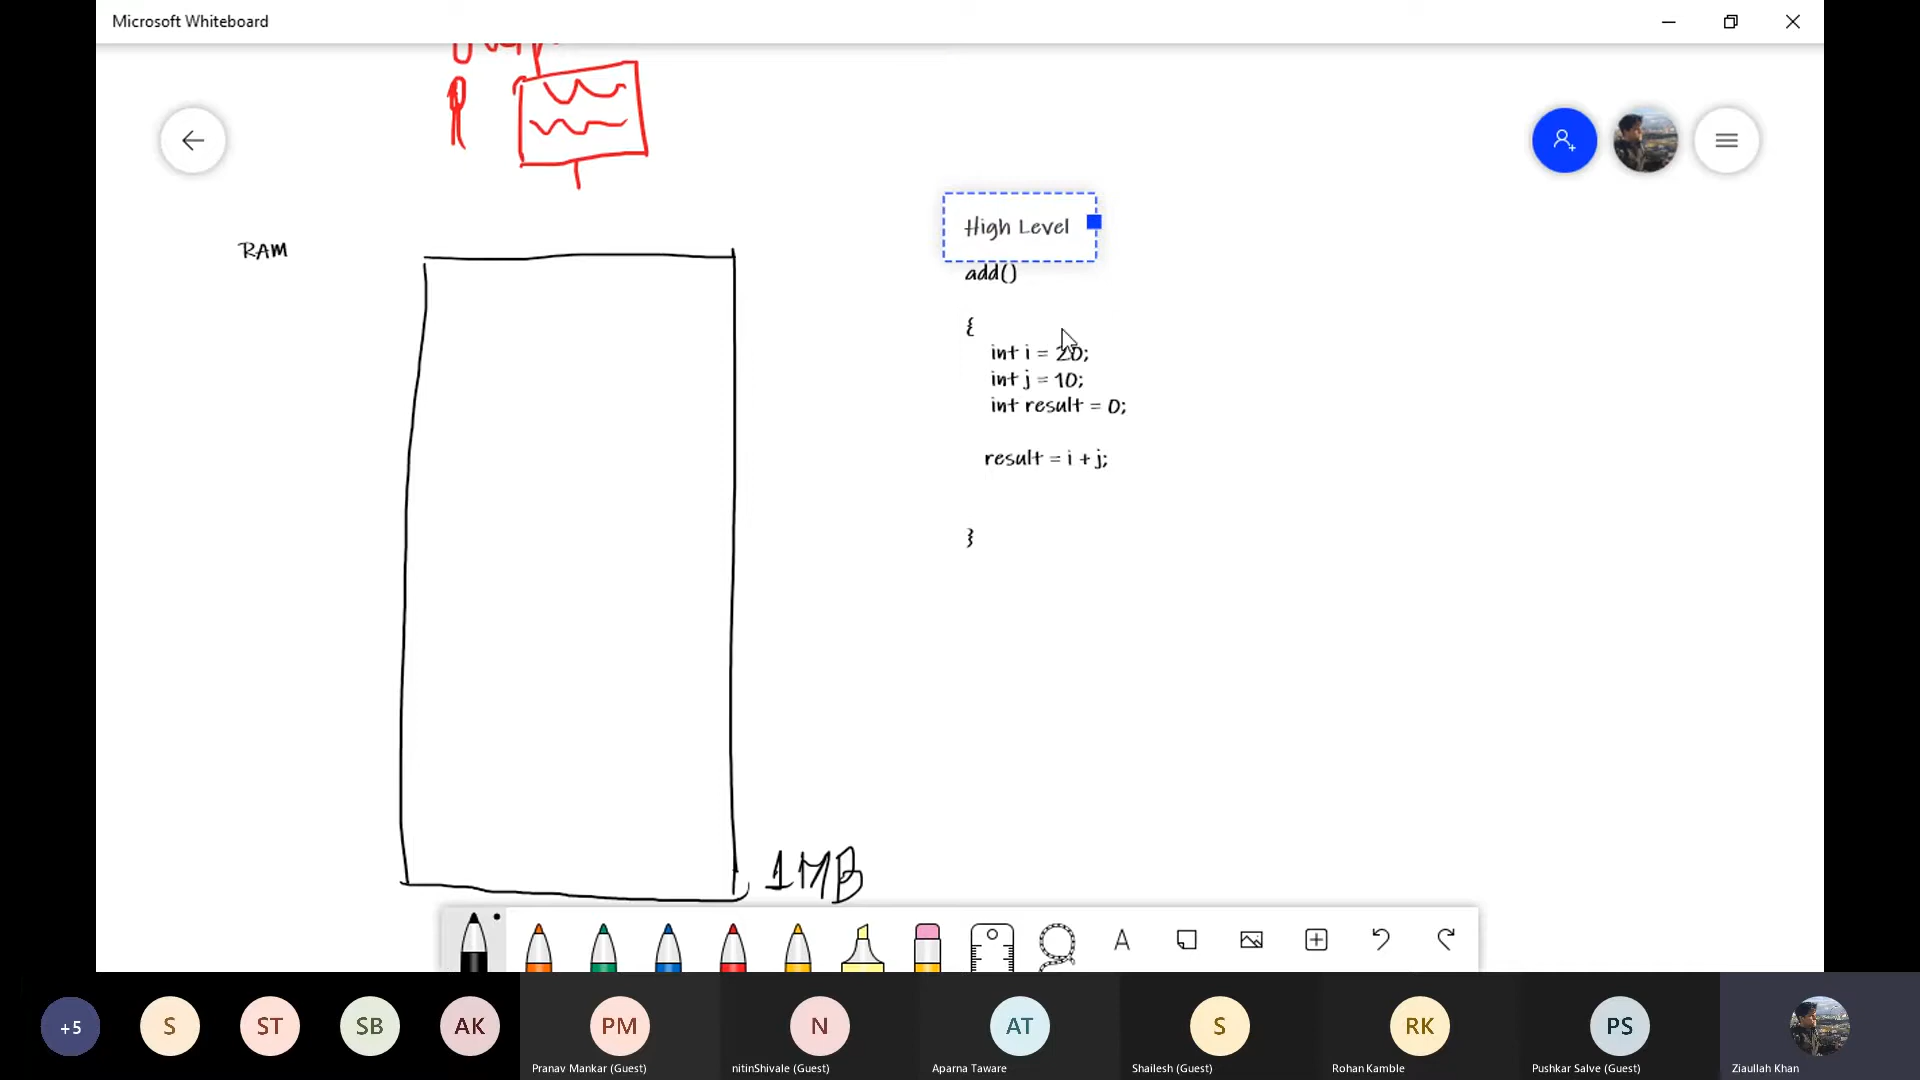 Microsoft Whiteboard
RAM
High Level
add()
{
int i = 20;
int j = 10;
int result = 0;
result = i + j;
}
1MB
A
+5
S
ST
SB
AK
PM
N
AT
S
RK
PS
Pranav Mankar (Guest)
nitinShivale (Guest)
Aparna Taware
Shailesh (Guest)
Rohan Kamble
Pushkar Salve (Guest)
Ziaullah Khan